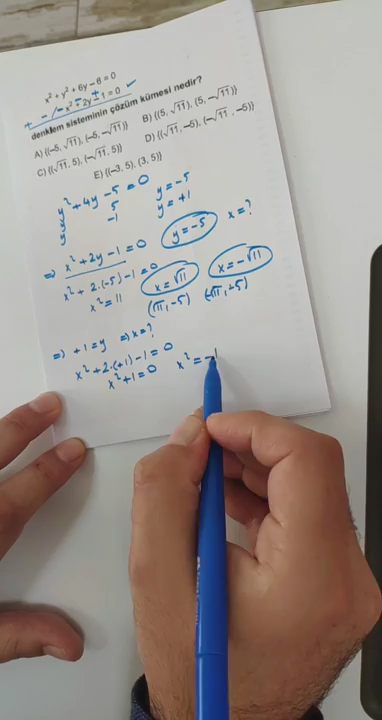 x² + y² + 6y - 6 = 0
+ - / - x² + 2y - 1 = 0 ✓
denklem sisteminin çözüm kümesi nedir?
A) {(-5, √11), (-5, -√11)} B) {(5, √11), (5, -√11)}
C) {(√11, 5), (-√11, 5)} D) {(√11, -5), (-√11, -5)}
E) {(-3, 5), (3, 5)}
y² + 4y - 5 = 0 y = -5
y 5 y = +1
y -1
y = -5 x = ?
⇒ x² + 2y - 1 = 0
x² + 2.(-5) - 1 = 0 x = √11 x = -√11
x² = 11 (√11, -5) (-√11, -5)
⇒ +1 = y ⇒ x = ?
x² + 2.(+1) - 1 = 0
x² + 1 = 0 x² = -1